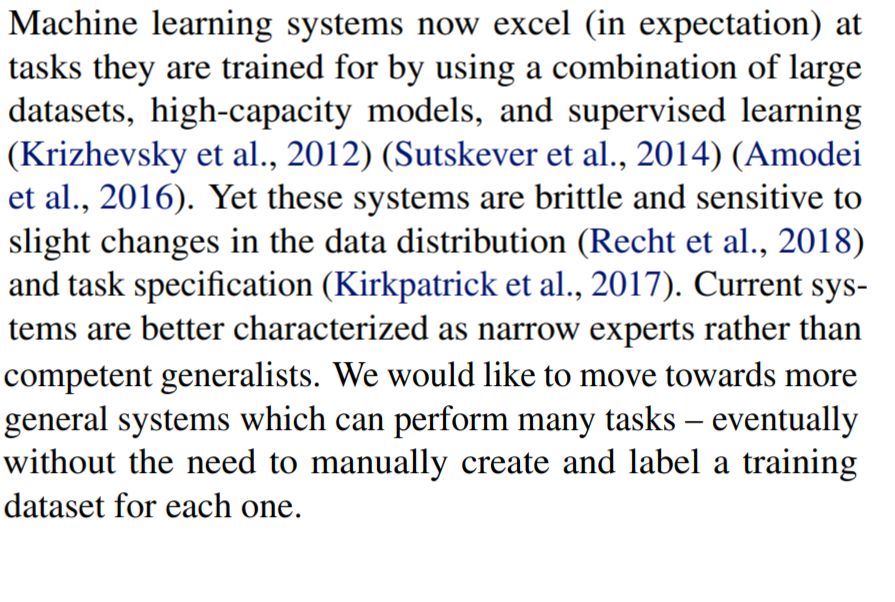 Machine learning systems now excel (in expectation) at
tasks they are trained for by using a combination of large
datasets, high-capacity models, and supervised learning
(Krizhevsky et al., 2012) (Sutskever et al., 2014) (Amodei
et al., 2016). Yet these systems are brittle and sensitive to
slight changes in the data distribution (Recht et al., 2018)
and task specification (Kirkpatrick et al., 2017). Current sys-
tems are better characterized as narrow experts rather than
competent generalists. We would like to move towards more
general systems which can perform many tasks – eventually
without the need to manually create and label a training
dataset for each one.